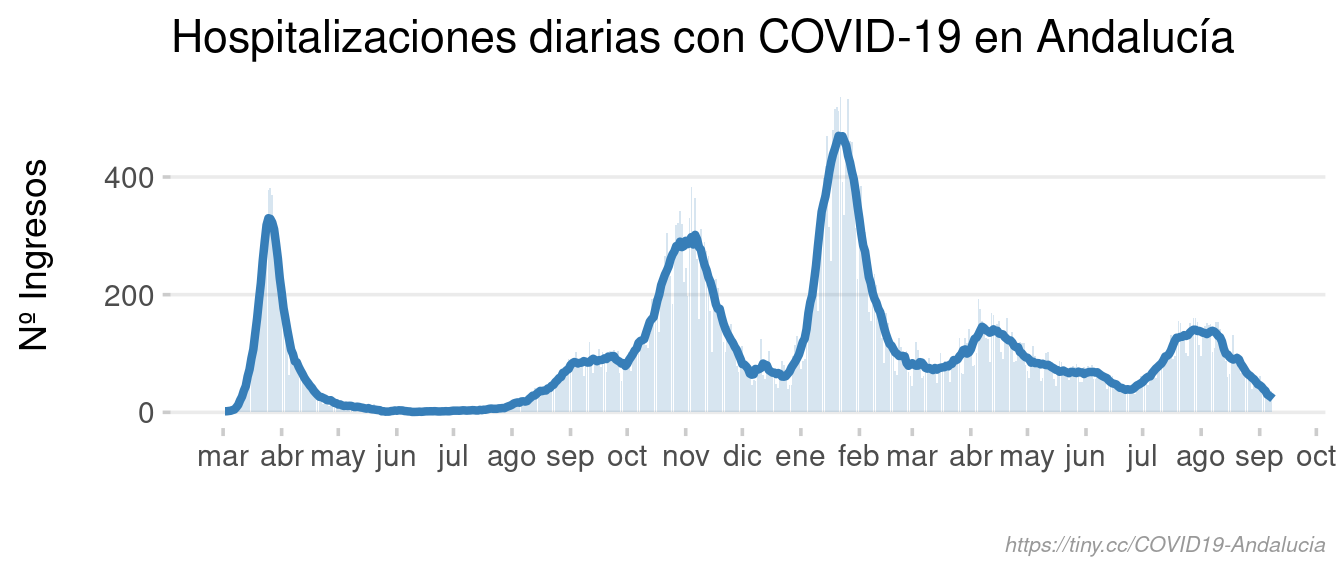 Hospitalizaciones diarias con COVID-19 en Andalucía
Nº Ingresos
400
200
0
mar abr may jun jul ago sep oct nov dic ene feb mar abr may jun jul ago sep oct
https://tiny.cc/COVID19-Andalucia